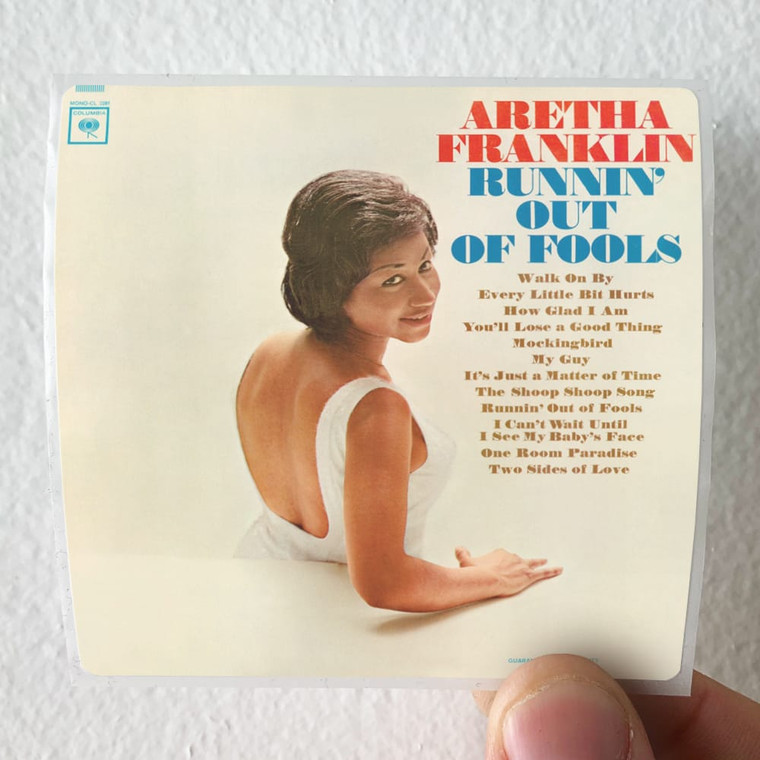 MONO-CL
COLUMBIA
ARETHA
FRANKLIN
RUNNIN'
OUT
OF FOOLS
Walk On By
Every Little Bit Hurts
How Glad I Am
You'll Lose a Good Thing
Mockingbird
My Guy
It's Just a Matter of Time
The Shoop Shoop Song
Runnin' Out of Fools
I Can't Wait Until
I See My Baby's Face
One Room Paradise
Two Sides of Love